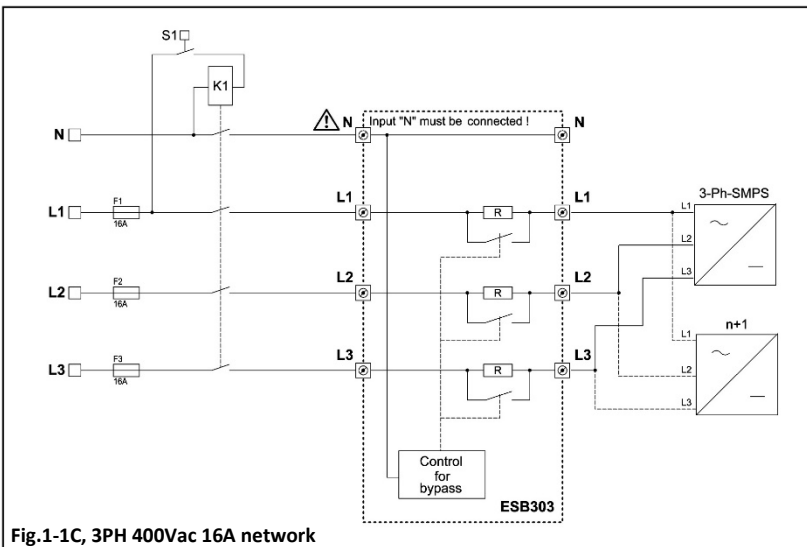 S1
K1
N
N
Input "N" must be connected !
N
L1
F1
16A
L1
R
L1
3-Ph-SMPS
L1
L2
L3
L2
F2
16A
L2
R
L2
n+1
L1
L2
L3
L3
F3
16A
L3
R
L3
Control
for
bypass
ESB303
Fig.1-1C, 3PH 400Vac 16A network